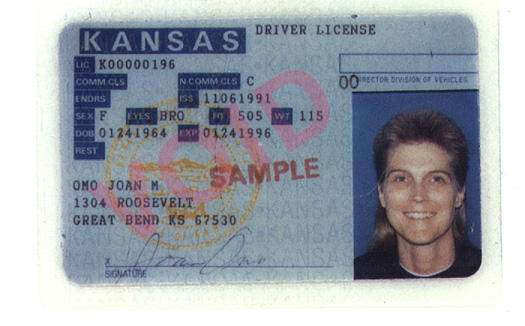 KANSAS DRIVER LICENSE
LIC K00000196
COMM.CLS N.COMM CLS C
00 DIRECTOR DIVISION OF VEHICLES
ENDRS ISS 11061991
SEX F EYES BRO HT 505 WT 115
DOB 01241964 EXP 01241996
REST
VOID
SAMPLE
OMO JOAN M
1304 ROOSEVELT
GREAT BEND KS 67530
X Joan Omo
SIGNATURE